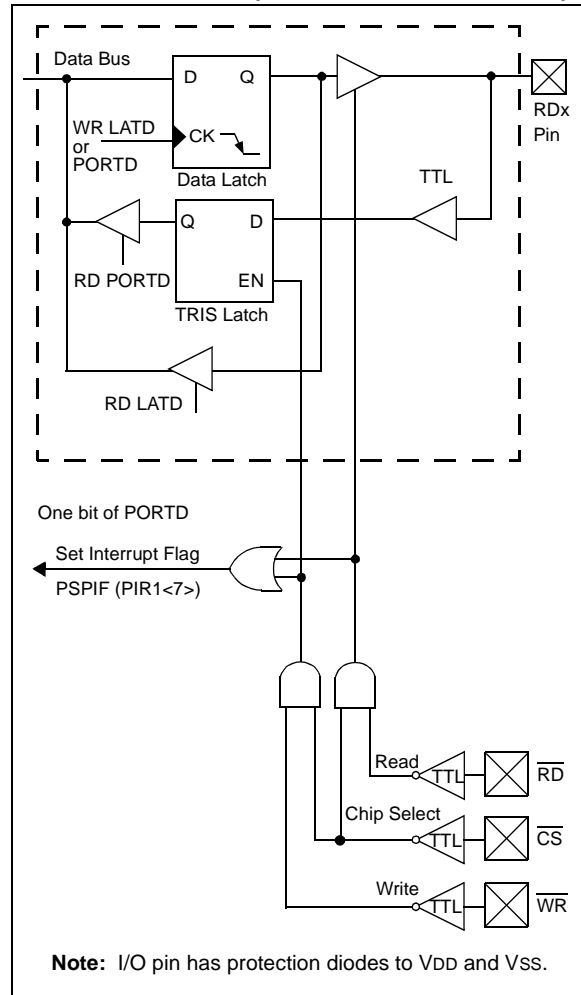 Data Bus
D Q
RDx
Pin
WR LATD
or
PORTD
CK
Data Latch
TTL
Q D
RD PORTD
EN
TRIS Latch
RD LATD
One bit of PORTD
Set Interrupt Flag
PSPIF (PIR1<7>)
Read
TTL
RD
Chip Select
TTL
CS
Write
TTL
WR
Note: I/O pin has protection diodes to VDD and VSS.